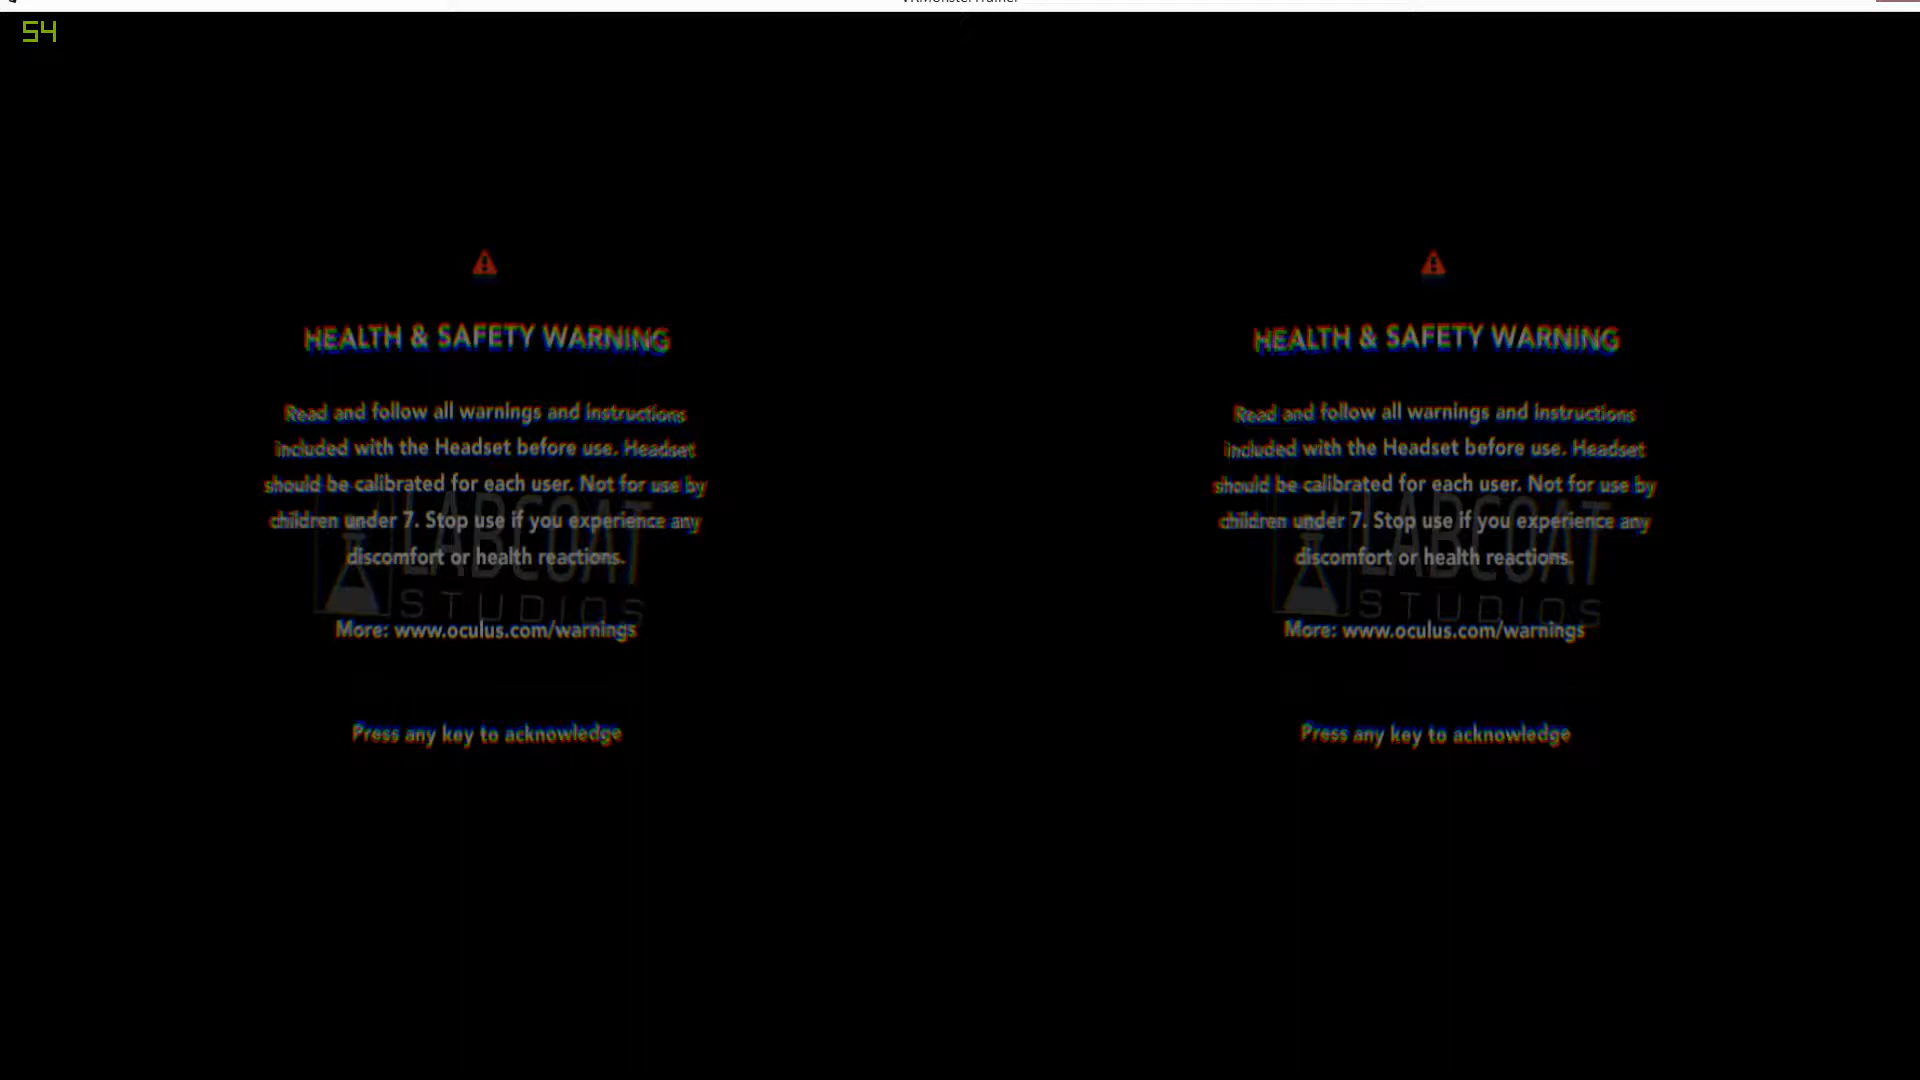 VRMonsterTrainer
54
HEALTH & SAFETY WARNING
Read and follow all warnings and instructions
included with the Headset before use. Headset
should be calibrated for each user. Not for use by
children under 7. Stop use if you experience any
discomfort or health reactions.
LABCOAT
STUDIOS
More: www.oculus.com/warnings
Press any key to acknowledge
HEALTH & SAFETY WARNING
Read and follow all warnings and instructions
included with the Headset before use. Headset
should be calibrated for each user. Not for use by
children under 7. Stop use if you experience any
discomfort or health reactions.
LABCOAT
STUDIOS
More: www.oculus.com/warnings
Press any key to acknowledge